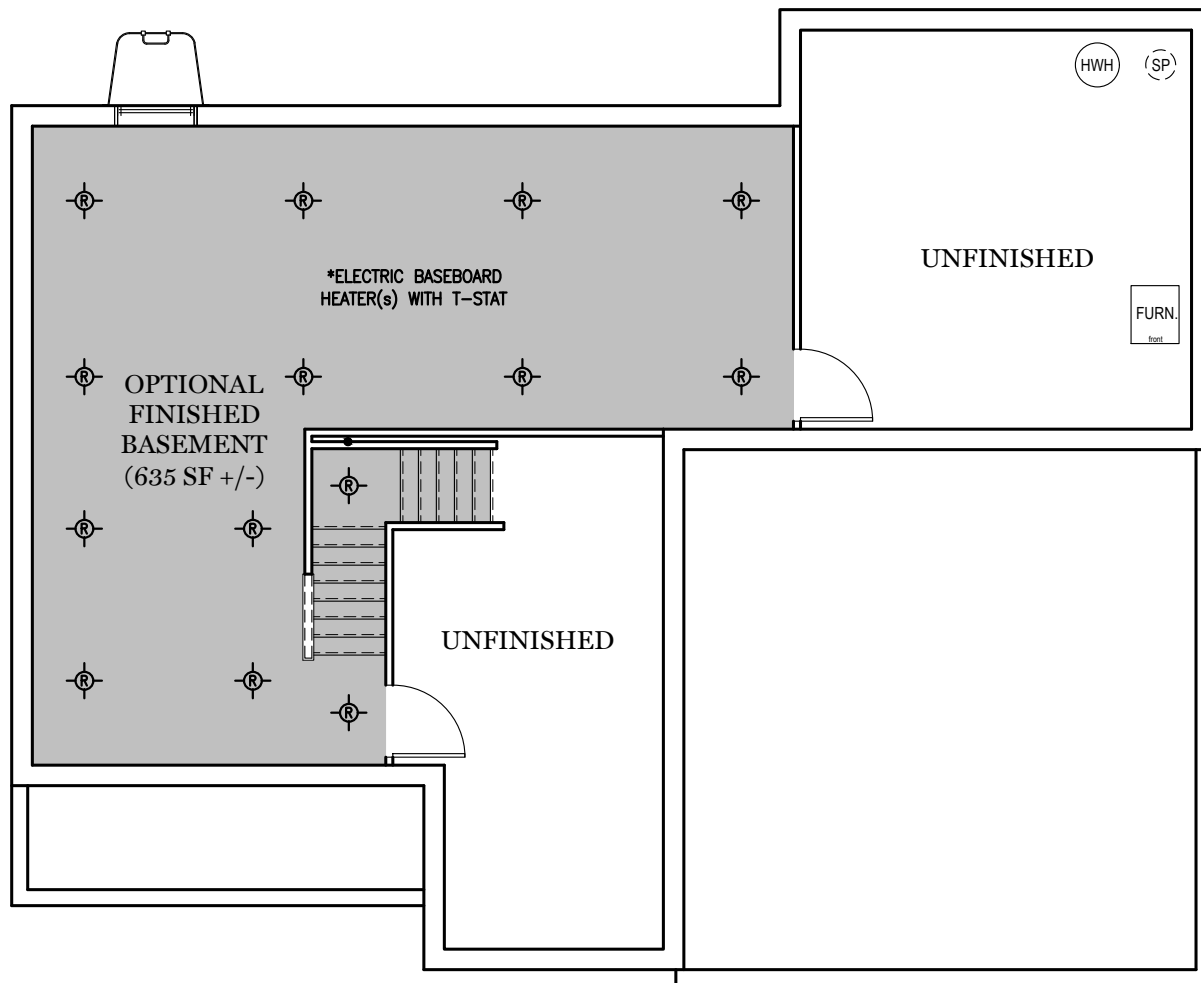 HWH
SP
R
R
R
R
UNFINISHED
*ELECTRIC BASEBOARD
HEATER(s) WITH T-STAT
FURN.
front
R
R
R
R
OPTIONAL
FINISHED
BASEMENT
(635 SF +/-)
R
R
R
UNFINISHED
R
R
R